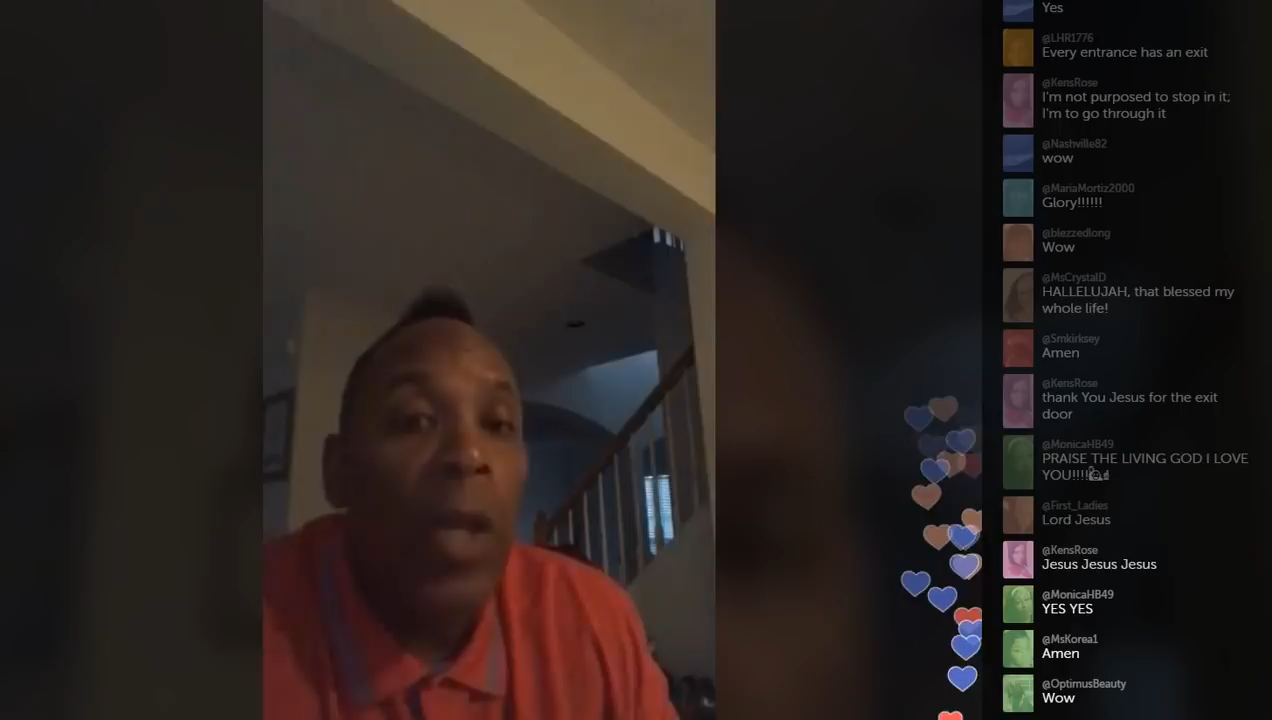 Yes
@LHR1776
Every entrance has an exit
@KensRose
I'm not purposed to stop in it;
I'm to go through it
@Nashville82
wow
@MariaMortiz2000
Glory!!!!!!
@blezzedlong
Wow
@MsCrystalD
HALLELUJAH, that blessed my
whole life!
@Smkirksey
Amen
@KensRose
thank You Jesus for the exit
door
@MonicaHB49
PRAISE THE LIVING GOD I LOVE
YOU!!!!
@First_Ladies
Lord Jesus
@KensRose
Jesus Jesus Jesus
@MonicaHB49
YES YES
@MsKorea1
Amen
@OptimusBeauty
Wow